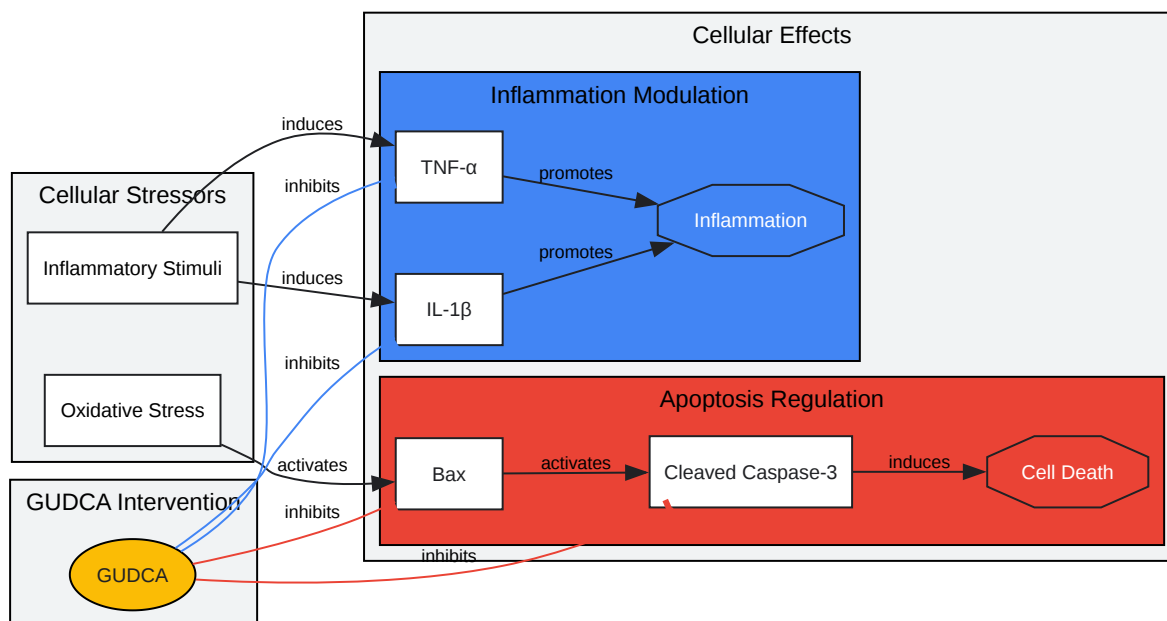 Cellular Effects
Inflammation Modulation
induces
TNF-α
inhibits
promotes
Cellular Stressors
Inflammation
Inflammatory Stimuli
induces
promotes
IL-1β
inhibits
Apoptosis Regulation
Oxidative Stress
activates
Bax
activates
Cleaved Caspase-3
induces
Cell Death
GUDCA Intervention
inhibits
inhibits
GUDCA